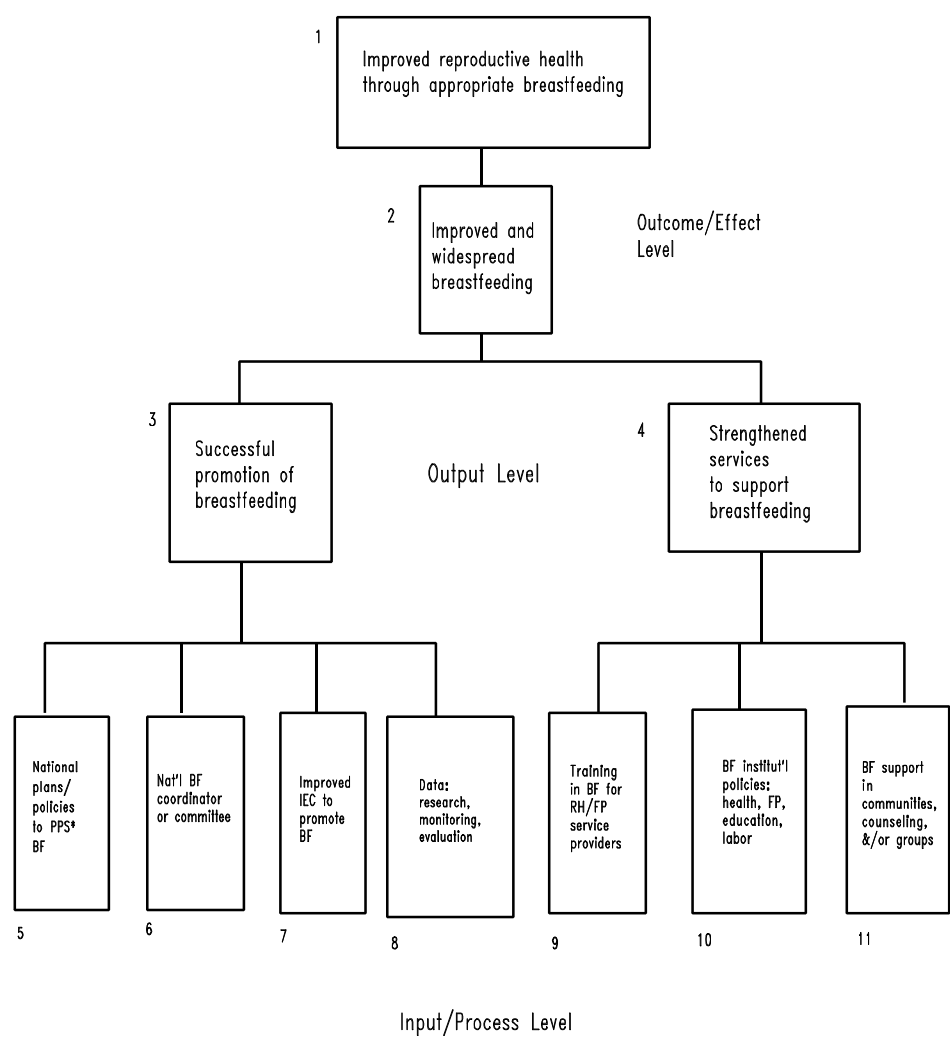 1
Improved reproductive health
through appropriate breastfeeding
2
Improved and
widespread
breastfeeding
Outcome/Effect
Level
3
Successful
promotion of
breastfeeding
Output Level
4
Strengthened
services
to support
breastfeeding
National
plans/
policies
to PPS*
BF
5
Nat'l BF
coordinator
or committee
6
Improved
IEC to
promote
BF
7
Data:
research,
monitoring,
evaluation
8
Training
in BF for
RH/FP
service
providers
9
BF institut'l
policies:
health, FP,
education,
labor
10
BF support
in
communities,
counseling,
&/or groups
11
Input/Process Level